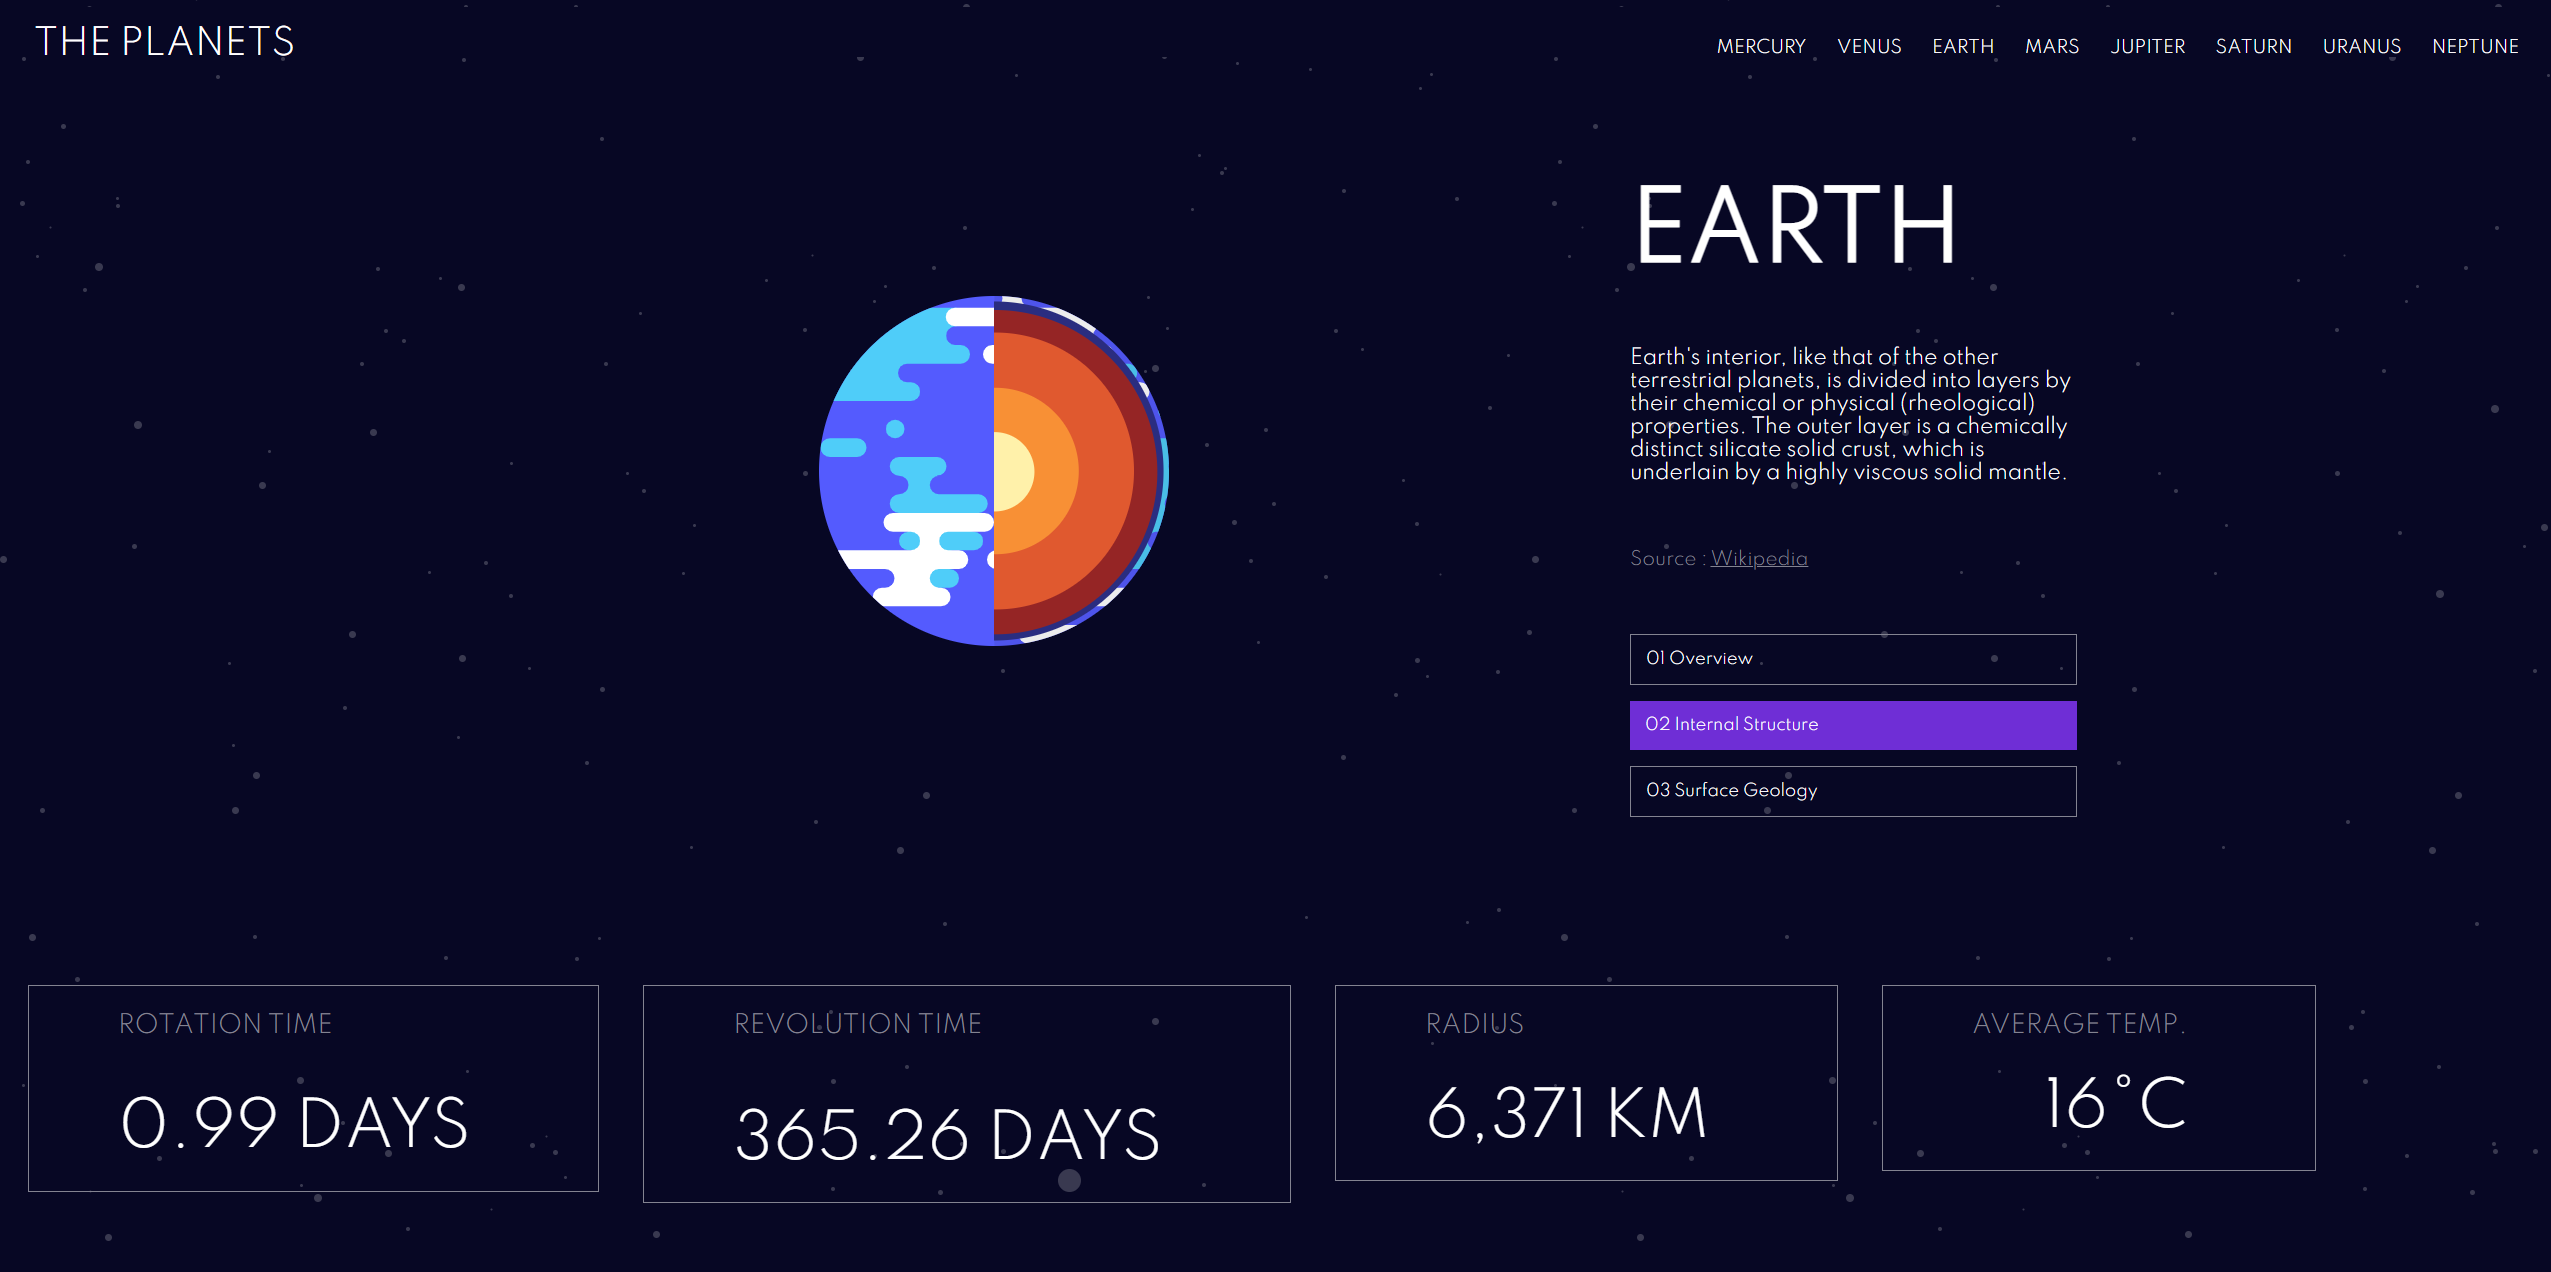 THE PLANETS
MERCURY VENUS EARTH MARS JUPITER SATURN URANUS NEPTUNE
EARTH
Earth's interior, like that of the other
terrestrial planets, is divided into layers by
their chemical or physical (rheological)
properties. The outer layer is a chemically
distinct silicate solid crust, which is
underlain by a highly viscous solid mantle.
Source : Wikipedia
01 Overview
02 Internal Structure
03 Surface Geology
ROTATION TIME
0.99 DAYS
REVOLUTION TIME
365.26 DAYS
RADIUS
6,371 KM
AVERAGE TEMP.
16°C